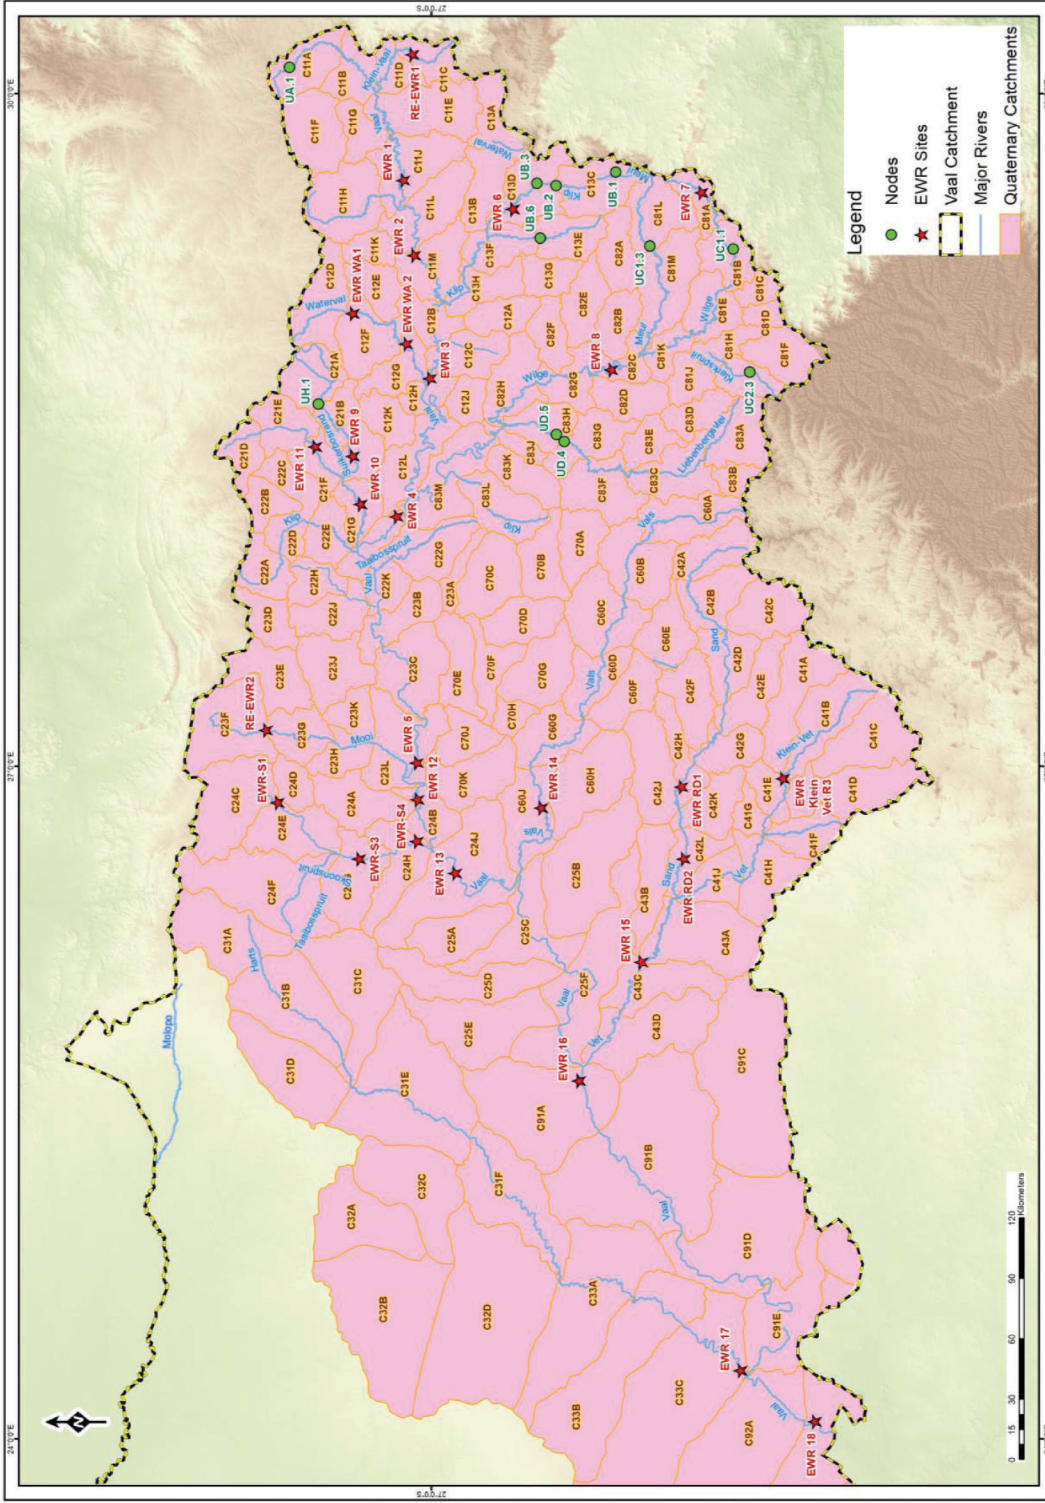 30°0'0"E
27°0'0"E
24°0'0"E
27°0'0"S
27°0'0"S
N
Legend
Nodes
EWR Sites
Vaal Catchment
Major Rivers
Quaternary Catchments
0 15 30 60 90 120
Kilometers
UA.1
C11A
C11B
C11F
C11G
Klein-Vaal
Vaal
C11D
RE-EWR1
C11C
C11E
C13A
C11H
EWR 1
C11J
Waterval
C11L
C13B
EWR 6
C13D
UB.3
UB.2
UB.6
C13C
Klip
UB.1
Meul
EWR 2
C11K
C11M
C13F
C13E
C13H
C13G
Klip
C82A
C81L
EWR 7
C81A
UC1.3
UC1.1
C81M
C81B
C81C
C81E
C81D
Wilge
C12D
EWR WA1
C12E
Waterval
EWR WA 2
C12F
C12B
C12A
C82E
C82F
C82B
Meul
C81H
C81K
C81F
C21A
EWR 3
C12C
C12G
C12H
C12J
C82H
Wilge
C82G
EWR 8
C82C
C82D
C81J
Klerkspruit
UC2.3
UH.1
C21E
C21B
C12K
Vaal
UD.5
UD.4
C83H
C83G
C83D
C83A
C21D
EWR 11
Suikerbosrand
EWR 9
C12L
C83J
C83K
C83E
Liebenbergsvlei
C22C
C21F
EWR 10
EWR 4
C83M
C83L
C83F
C83C
C83B
C22B
C22D
Klip
C22E
C21G
Taaibosspruit
C22G
Klip
C70A
Vals
C60A
C22A
C22H
Vaal
C22K
C23A
C70C
C70B
C60B
C42A
C23D
C22J
C23B
C70D
C60C
C60E
Sand
C42B
C42C
C23E
C23J
C23C
C70E
C70F
C70G
C60D
Vals
C60F
C42F
C42D
C42E
C41A
C23F
RE-EWR2
C23G
C23K
Mooi
C23H
EWR 5
C70J
C70H
C60G
C42H
C42G
Klein-Vet
C41B
C41C
C24C
EWR-S1
C24D
C24E
C24A
C23L
EWR 12
C70K
C60J
EWR 14
Vals
C60H
C42J
EWR RD1
C42K
C41E
EWR
Klein
Vet R3
C41D
EWR-S4
EWR-S3
C24B
C24H
EWR 13
C24J
Vaal
C25B
C42L
C41G
Vet
C41F
C41H
C41J
Sand
EWR RD2
C24F
Taaibosspruit
C31A
Harts
C31B
C31C
C25A
C25C
C43B
EWR 15
C43A
C43C
C25D
C25F
Vaal
Molopo
C31D
C31E
C25E
EWR 16
Vet
C43D
C91C
C91A
C91B
C32A
C32C
C31F
Vaal
C91D
C32B
C32D
C33A
C91E
EWR 17
C33B
C33C
Vaal
C92A
EWR 18